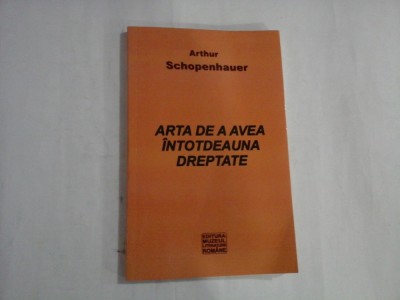 Arthur
Schopenhauer
ARTA DE A AVEA
ÎNTOTDEAUNA
DREPTATE
EDITURA
MUZEUL
LITERATURII
ROMÂNE